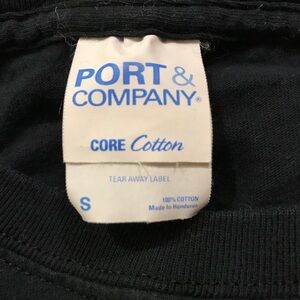 PORT &
COMPANY®
CORE Cotton
TEAR AWAY LABEL
S
100% COTTON
Made in Honduras